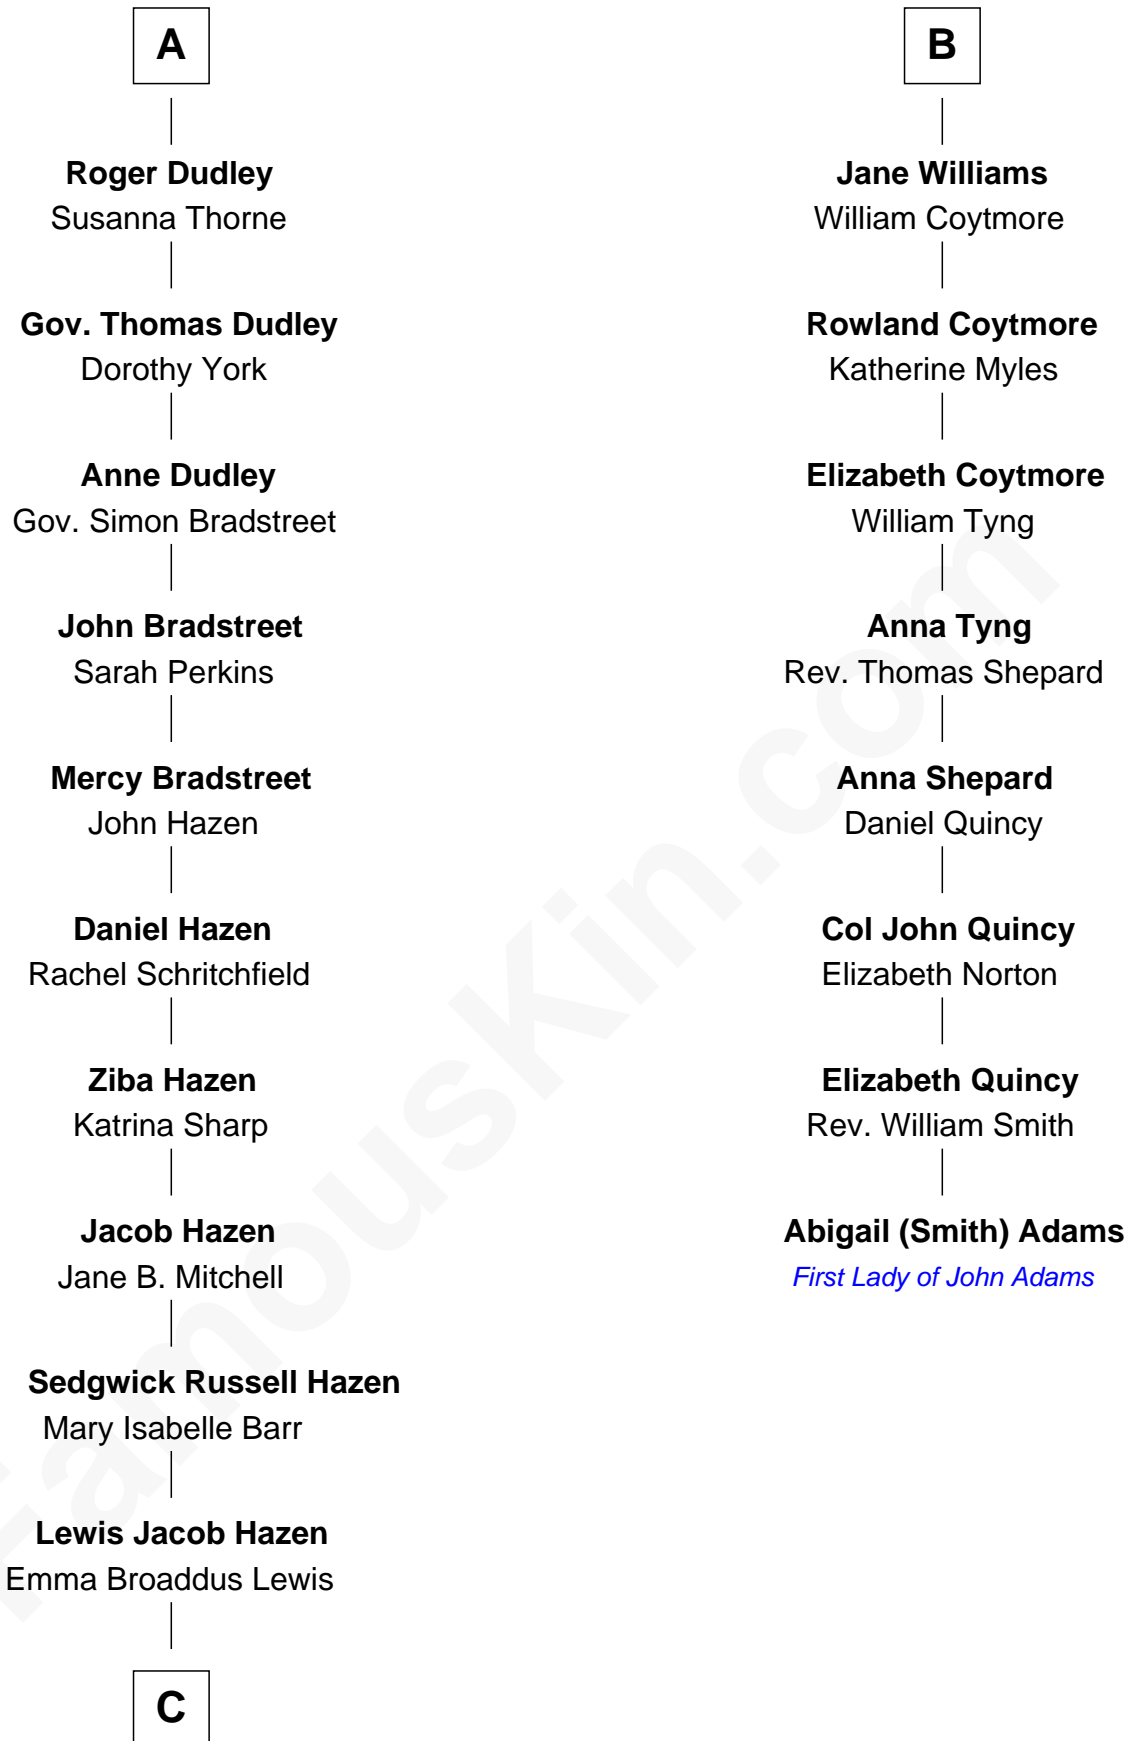 A
Roger Dudley
Susanna Thorne
Gov. Thomas Dudley
Dorothy York
Anne Dudley
Gov. Simon Bradstreet
John Bradstreet
Sarah Perkins
Mercy Bradstreet
John Hazen
Daniel Hazen
Rachel Schritchfield
Ziba Hazen
Katrina Sharp
Jacob Hazen
Jane B. Mitchell
Sedgwick Russell Hazen
Mary Isabelle Barr
Lewis Jacob Hazen
Emma Broaddus Lewis
C
B
Jane Williams
William Coytmore
Rowland Coytmore
Katherine Myles
Elizabeth Coytmore
William Tyng
Anna Tyng
Rev. Thomas Shepard
Anna Shepard
Daniel Quincy
Col John Quincy
Elizabeth Norton
Elizabeth Quincy
Rev. William Smith
Abigail (Smith) Adams
First Lady of John Adams
FamousKin.com